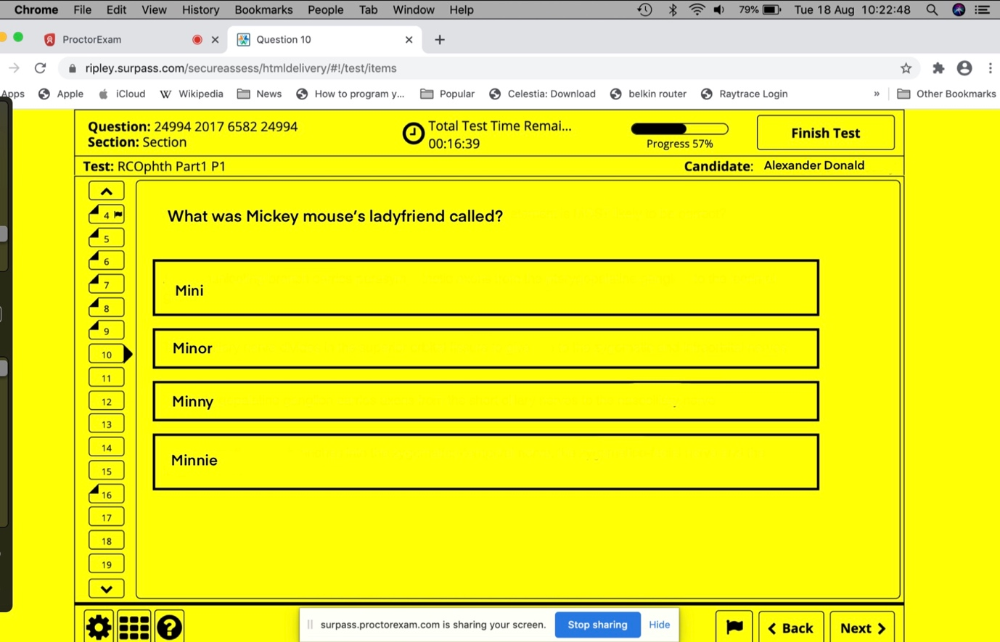 Chrome File Edit View History Bookmarks People Tab Window Help 79% Tue 18 Aug 10:22:48
ProctorExam Question 10
ripley.surpass.com/secureassess/htmldelivery/#!/test/items
Apps Apple iCloud Wikipedia News How to program y... Popular Celestia: Download belkin router Raytrace Login » Other Bookmarks
Question: 24994 2017 6582 24994
Section: Section
Total Test Time Remai...
00:16:39
Progress 57%
Finish Test
Test: RCOphth Part1 P1
Candidate: Alexander Donald
4
5
6
7
8
9
10
11
12
13
14
15
16
17
18
19
What was Mickey mouse's ladyfriend called?
Mini
Minor
Minny
Minnie
surpass.proctorexam.com is sharing your screen. Stop sharing Hide
Back Next